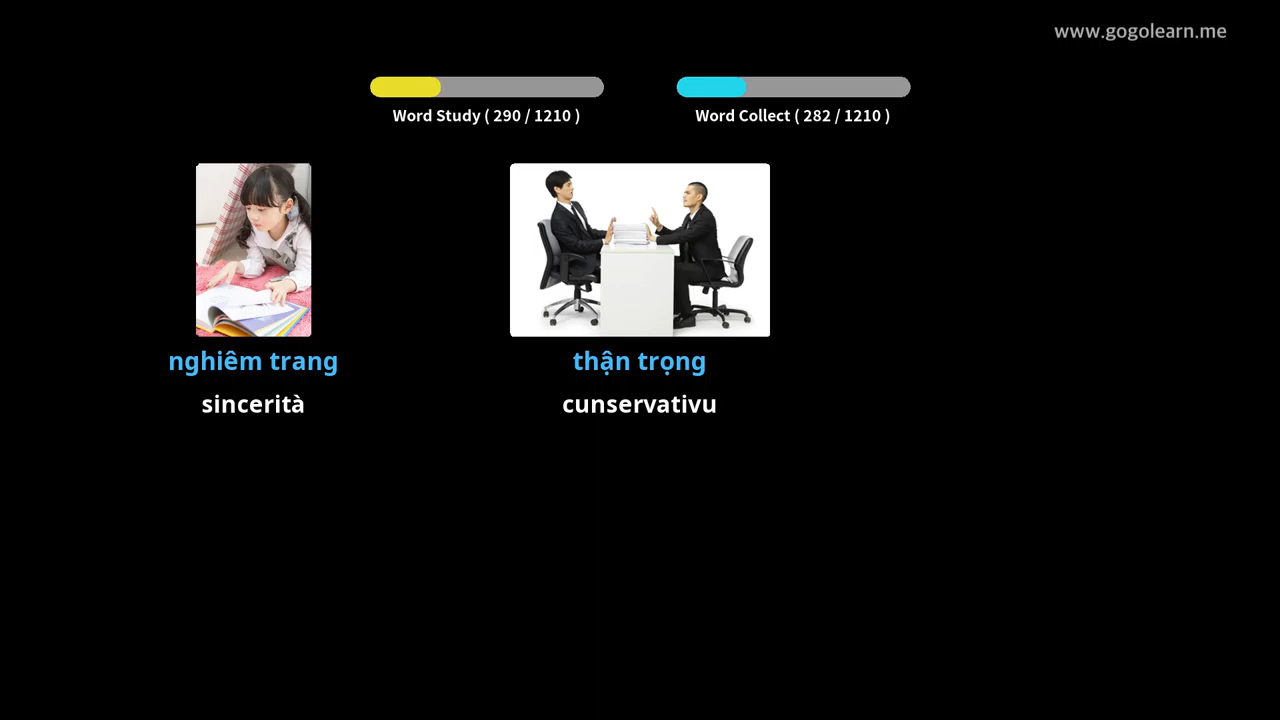 www.gogolearn.me
Word Study ( 290 / 1210 )
Word Collect ( 282 / 1210 )
nghiêm trang
sincerità
thận trọng
cunservativu